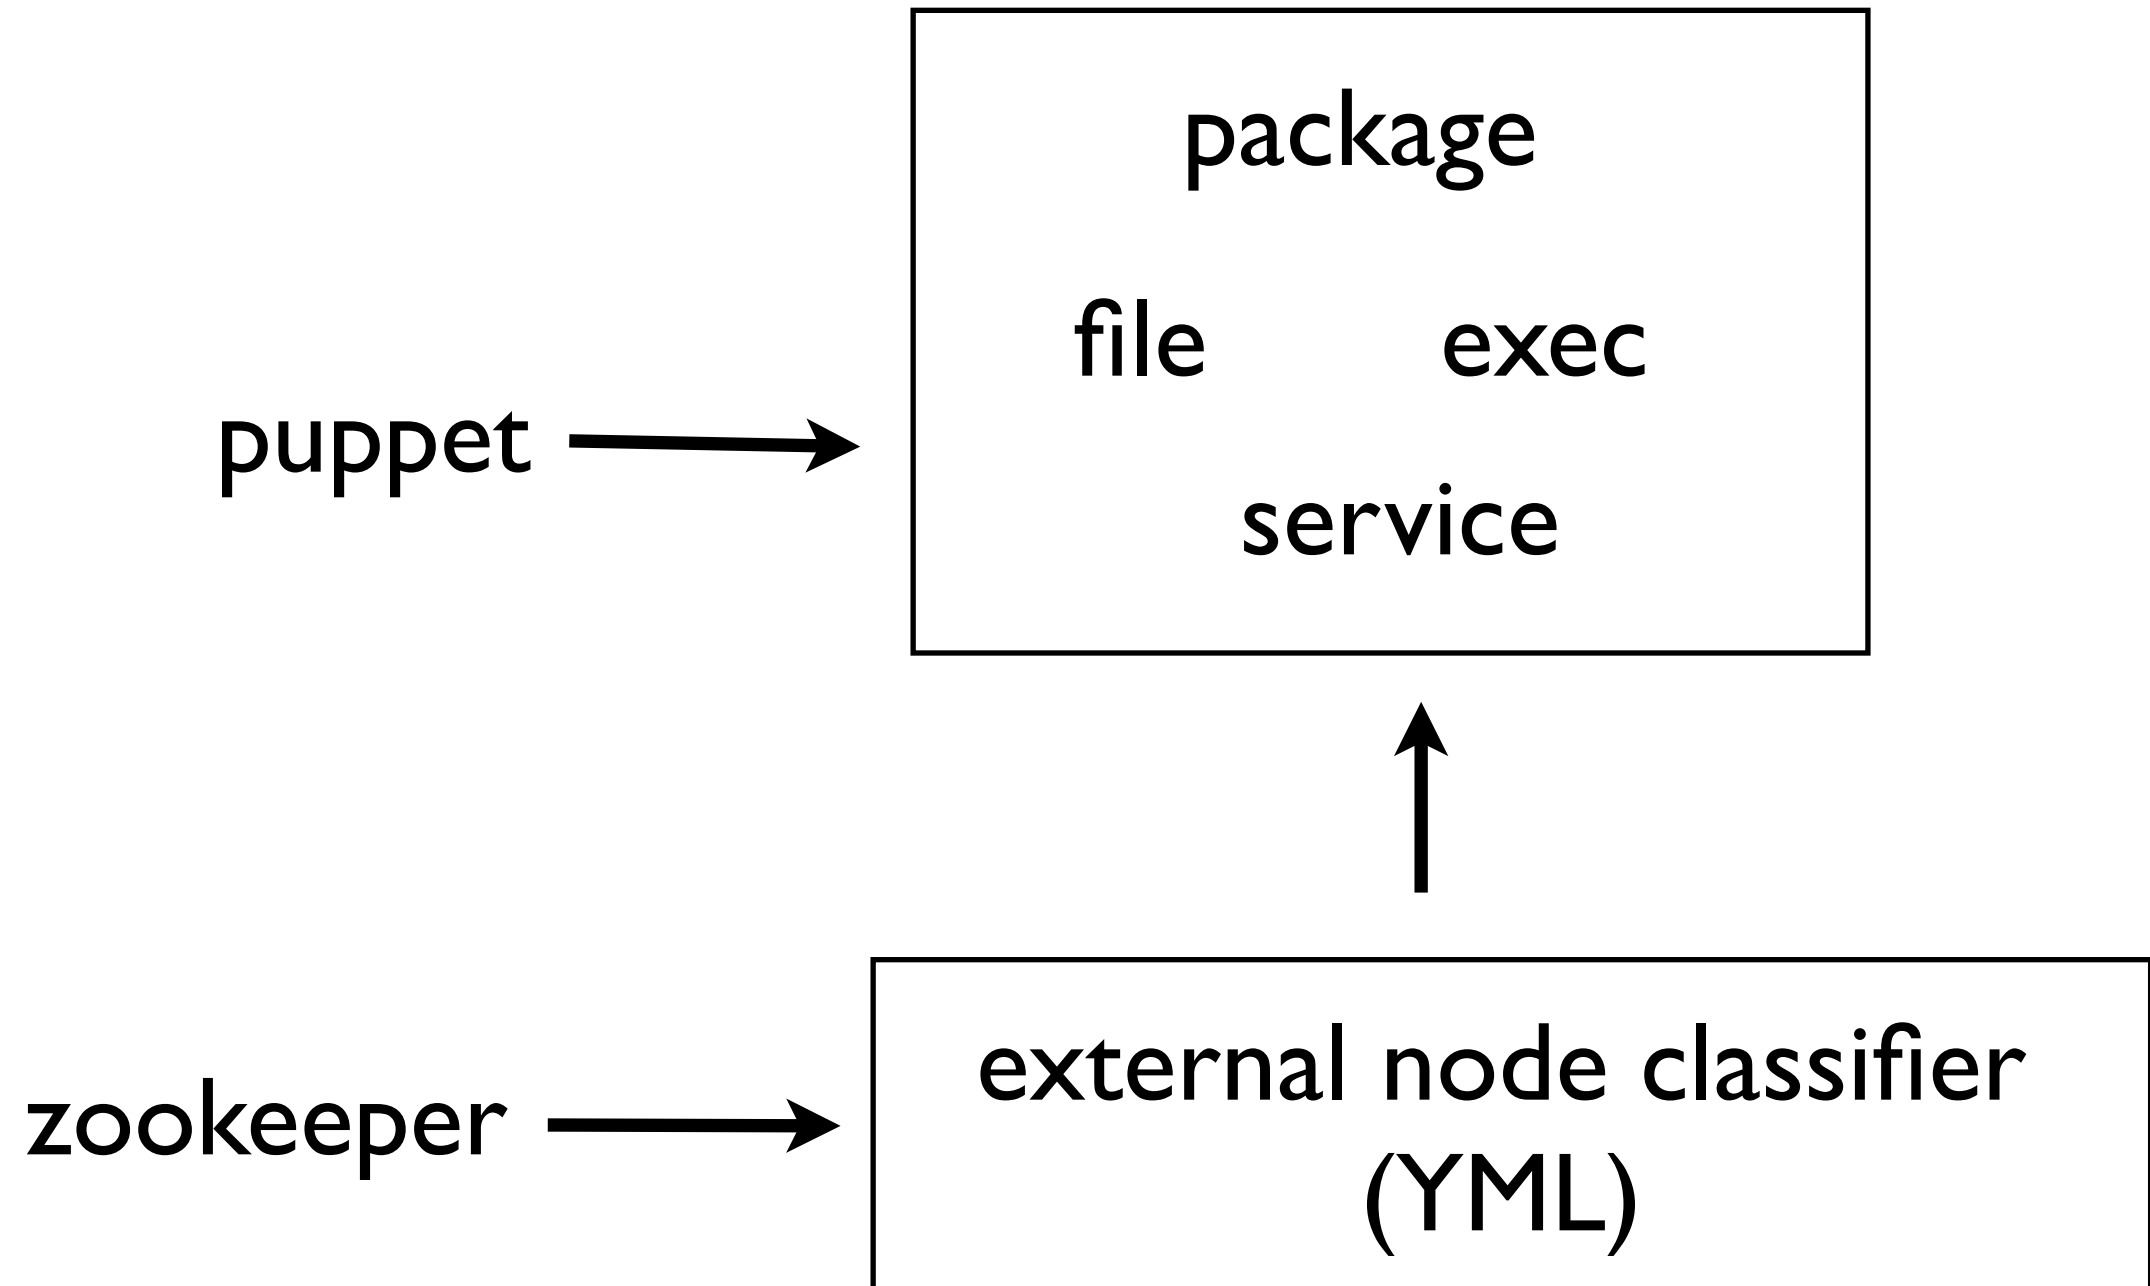 package
file exec
puppet
service
zookeeper
external node classifier
(YML)